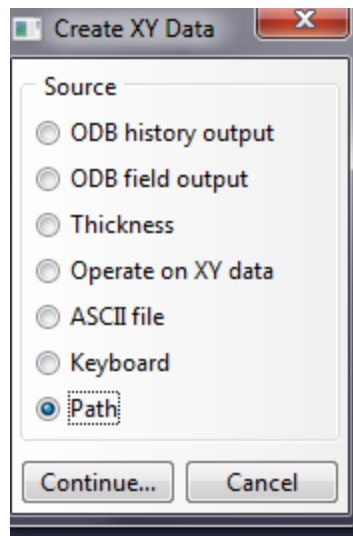 Create XY Data
Source
ODB history output
ODB field output
Thickness
Operate on XY data
ASCII file
Keyboard
Path
Continue... Cancel